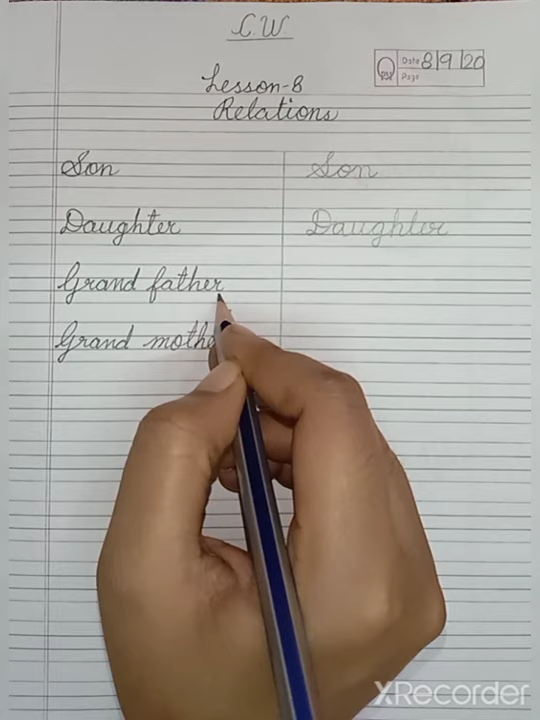 C.W
Date 8/9/20
Page
Lesson-8
Relations
Son Son
Daughter Daughter
Grand father
Grand mothe
XRecorder